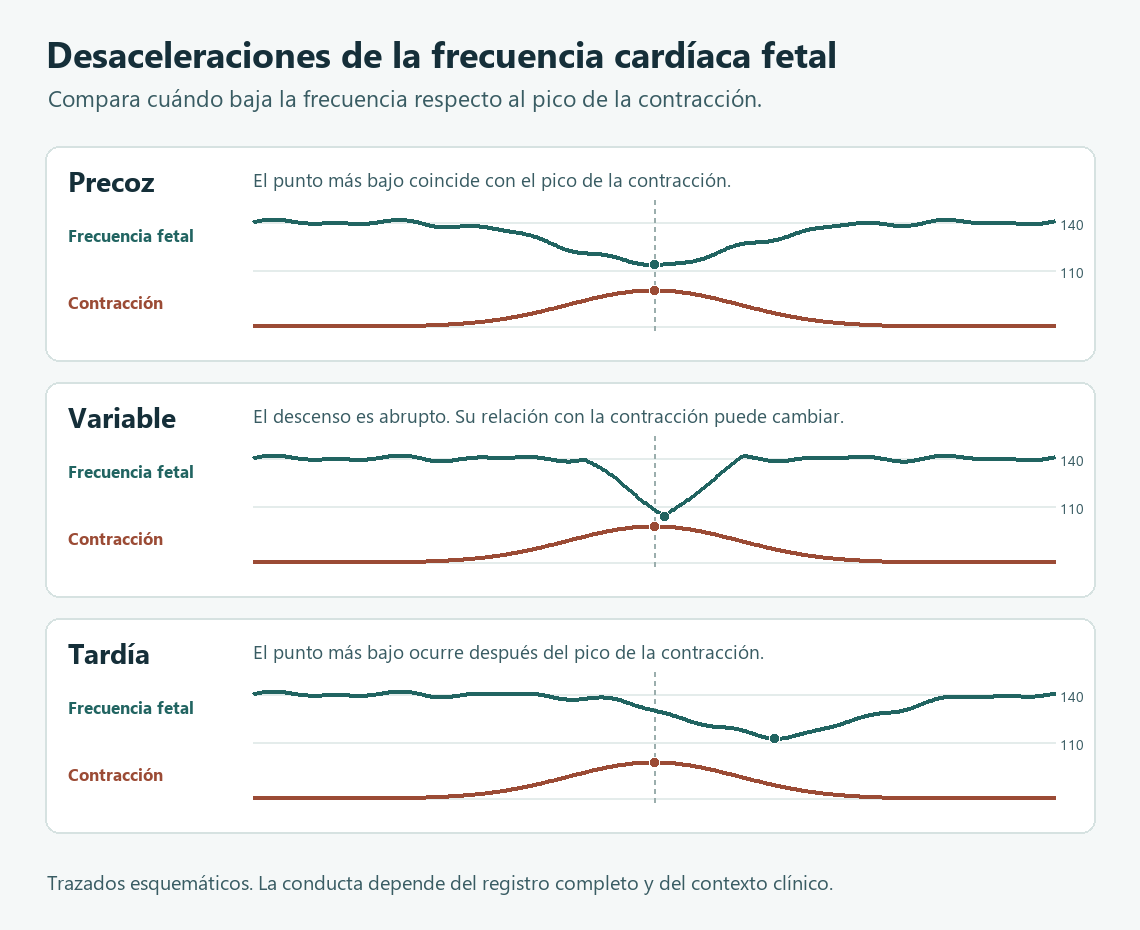 Desaceleraciones de la frecuencia cardíaca fetal
Compara cuándo baja la frecuencia respecto al pico de la contracción.
Precoz
El punto más bajo coincide con el pico de la contracción.
Frecuencia fetal
140
110
Contracción
Variable
El descenso es abrupto. Su relación con la contracción puede cambiar.
Frecuencia fetal
140
110
Contracción
Tardía
El punto más bajo ocurre después del pico de la contracción.
Frecuencia fetal
140
110
Contracción
Trazados esquemáticos. La conducta depende del registro completo y del contexto clínico.